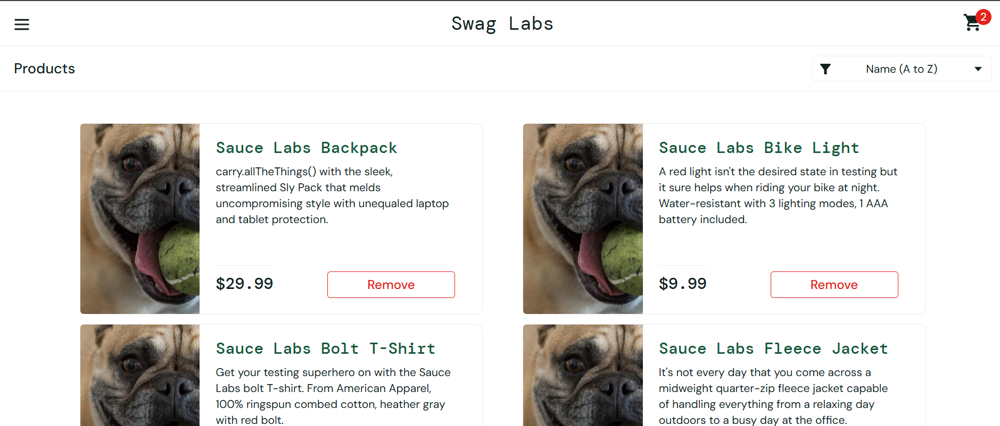 Swag Labs
2
Products
Name (A to Z)
Sauce Labs Backpack
carry.allTheThings() with the sleek,
streamlined Sly Pack that melds
uncompromising style with unequaled laptop
and tablet protection.
$29.99
Remove
Sauce Labs Bike Light
A red light isn't the desired state in testing but
it sure helps when riding your bike at night.
Water-resistant with 3 lighting modes, 1 AAA
battery included.
$9.99
Remove
Sauce Labs Bolt T-Shirt
Get your testing superhero on with the Sauce
Labs bolt T-shirt. From American Apparel,
100% ringspun combed cotton, heather gray
with red bolt.
Sauce Labs Fleece Jacket
It's not every day that you come across a
midweight quarter-zip fleece jacket capable
of handling everything from a relaxing day
outdoors to a busy day at the office.